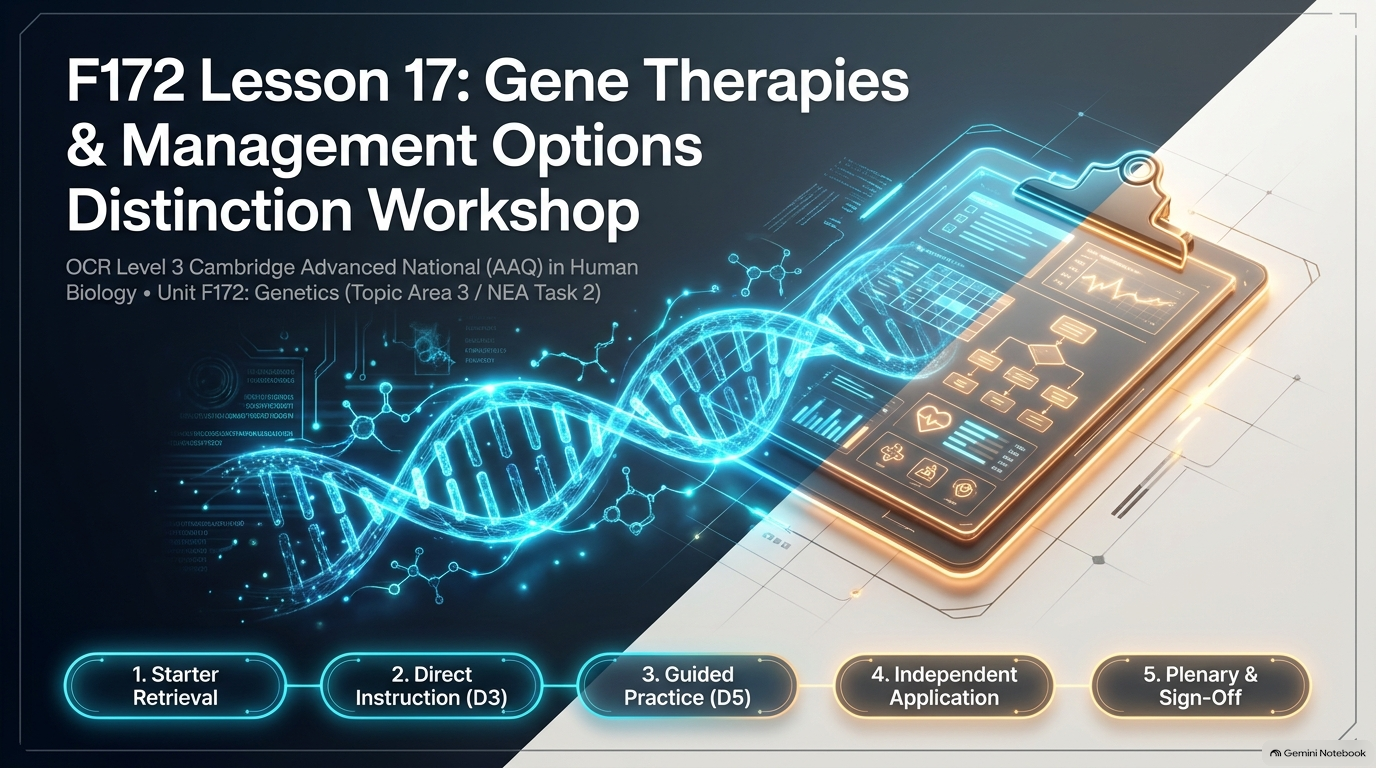 F172 Lesson 17: Gene Therapies
& Management Options
Distinction Workshop
OCR Level 3 Cambridge Advanced National (AAQ) in Human
Biology • Unit F172: Genetics (Topic Area 3 / NEA Task 2)
1. Starter
Retrieval
2. Direct
Instruction (D3)
3. Guided
Practice (D5)
4. Independent
Application
5. Plenary &
Sign-Off
Gemini Notebook